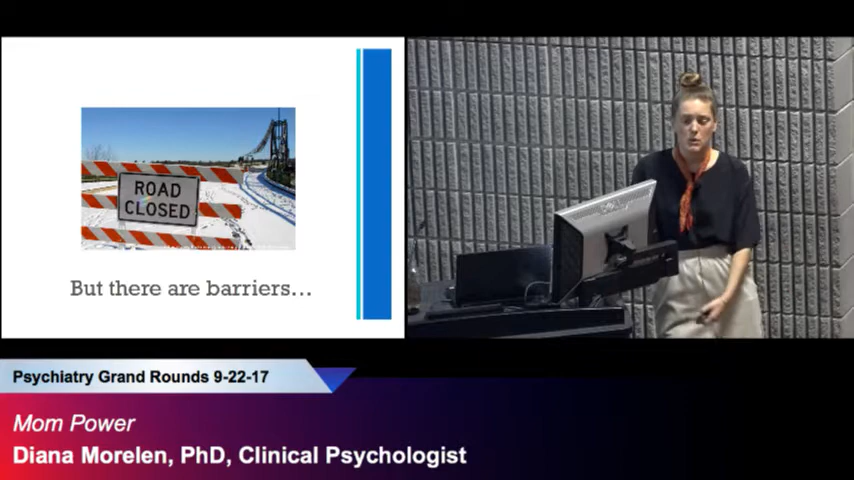 ROAD
CLOSED
But there are barriers...
Psychiatry Grand Rounds 9-22-17
Mom Power
Diana Morelen, PhD, Clinical Psychologist